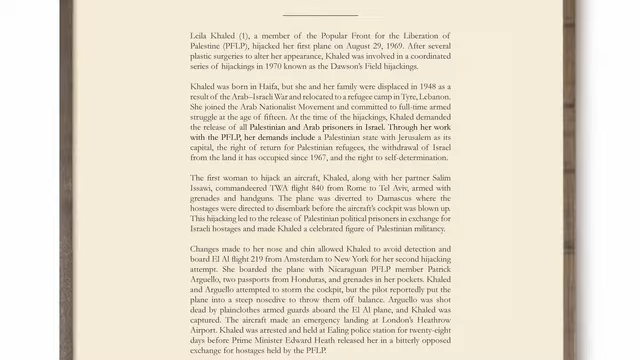 Leila Khaled (1), a member of the Popular Front for the Liberation of
Palestine (PFLP), hijacked her first plane on August 29, 1969. After several
plastic surgeries to alter her appearance, Khaled was involved in a coordinated
series of hijackings in 1970 known as the Dawson's Field hijackings.
Khaled was born in Haifa, but she and her family were displaced in 1948 as a
result of the Arab–Israeli War and relocated to a refugee camp in Tyre, Lebanon.
She joined the Arab Nationalist Movement and committed to full-time armed
struggle at the age of fifteen. At the time of the hijackings, Khaled demanded
the release of all Palestinian and Arab prisoners in Israel. Through her work
with the PFLP, her demands include a Palestinian state with Jerusalem as its
capital, the right of return for Palestinian refugees, the withdrawal of Israel
from the land it has occupied since 1967, and the right to self-determination.
The first woman to hijack an aircraft, Khaled, along with her partner Salim
Issawi, commandeered TWA flight 840 from Rome to Tel Aviv, armed with
grenades and handguns. The plane was diverted to Damascus where the
hostages were directed to disembark before the aircraft's cockpit was blown up.
This hijacking led to the release of Palestinian political prisoners in exchange for
Israeli hostages and made Khaled a celebrated figure of Palestinian militancy.
Changes made to her nose and chin allowed Khaled to avoid detection and
board El Al flight 219 from Amsterdam to New York for her second hijacking
attempt. She boarded the plane with Nicaraguan PFLP member Patrick
Arguello, two passports from Honduras, and grenades in her pockets. Khaled
and Arguello attempted to storm the cockpit, but the pilot reportedly put the
plane into a steep nosedive to throw them off balance. Arguello was shot
dead by plainclothes armed guards aboard the El Al plane, and Khaled was
captured. The aircraft made an emergency landing at London's Heathrow
Airport. Khaled was arrested and held at Ealing police station for twenty-eight
days before Prime Minister Edward Heath released her in a bitterly opposed
exchange for hostages held by the PFLP.